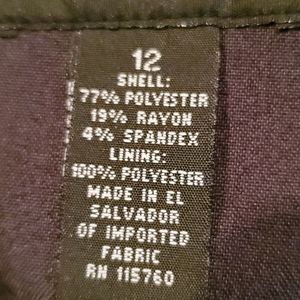 12
SHELL:
77% POLYESTER
19% RAYON
4% SPANDEX
LINING:
100% POLYESTER
MADE IN EL
SALVADOR
OF IMPORTED
FABRIC
RN 115760